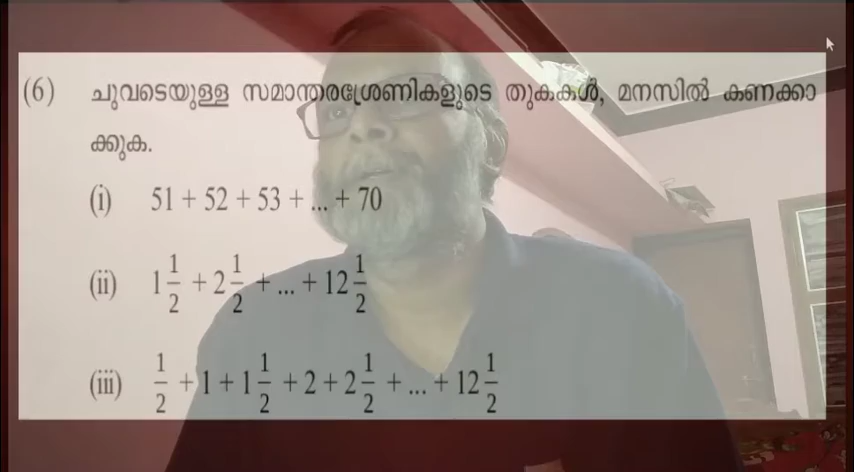 (6) ചുവടെയുള്ള സമാന്തരശ്രേണികളുടെ തുകകൾ, മനസിൽ കണക്കാ
ക്കുക.
(i) 51 + 52 + 53 + ... + 70
(ii) 1 1/2 + 2 1/2 + ... + 12 1/2
(iii) 1/2 + 1 + 1 1/2 + 2 + 2 1/2 + ... + 12 1/2